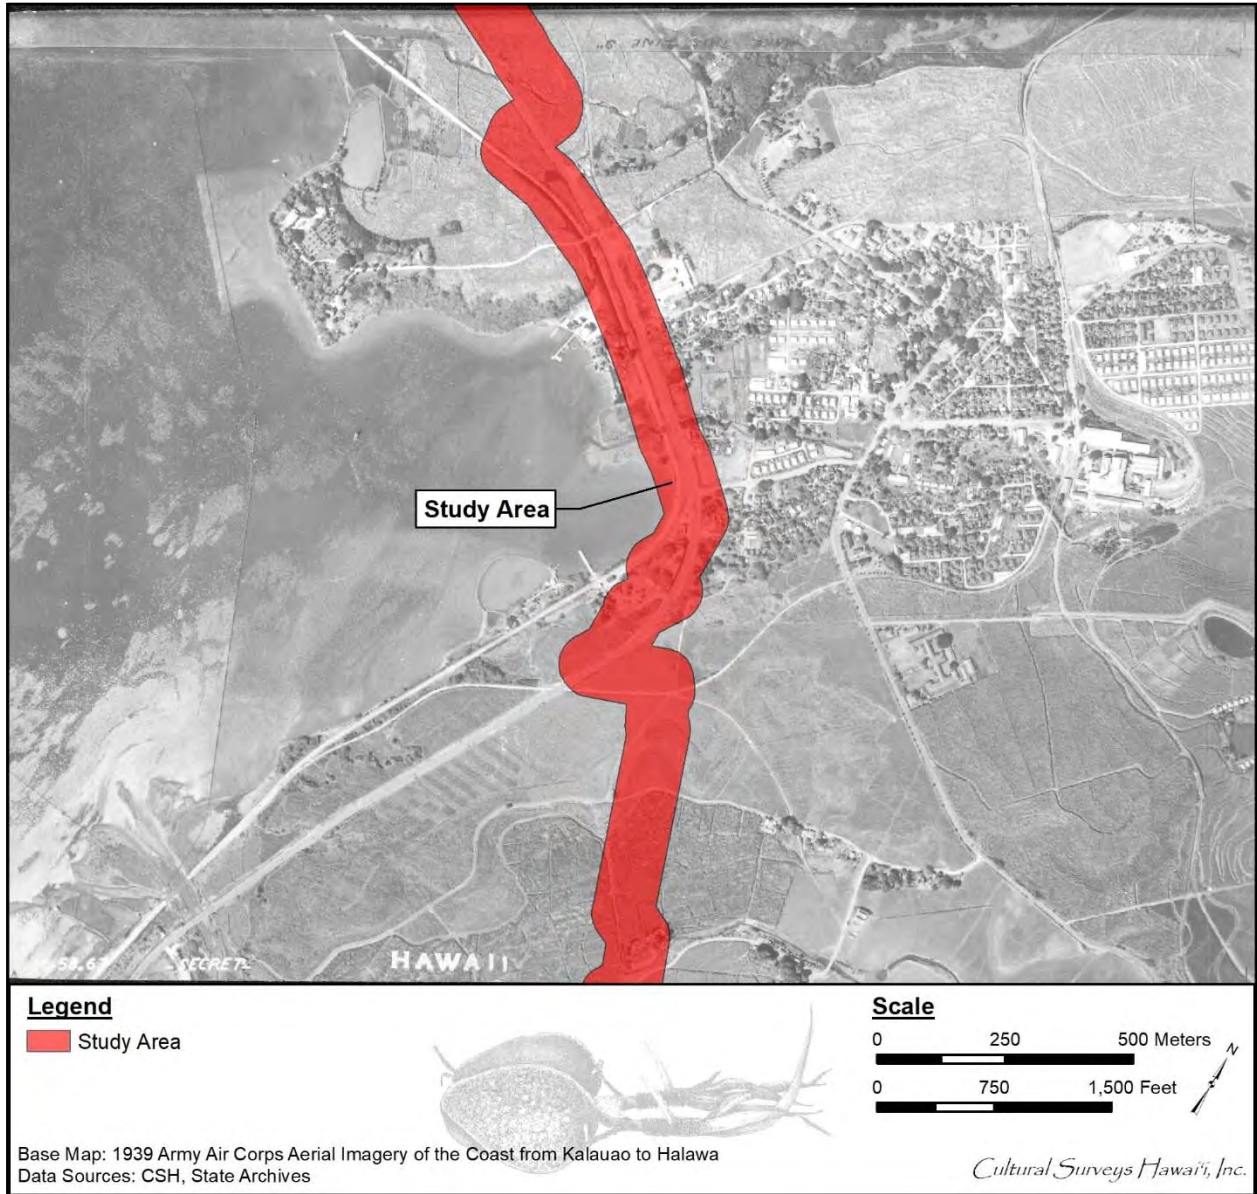 Study Area
SECRET
HAWAII
Legend
Study Area
Scale
0 250 500 Meters
0 750 1,500 Feet
N
Base Map: 1939 Army Air Corps Aerial Imagery of the Coast from Kalauao to Halawa
Data Sources: CSH, State Archives
Cultural Surveys Hawai‘i, Inc.